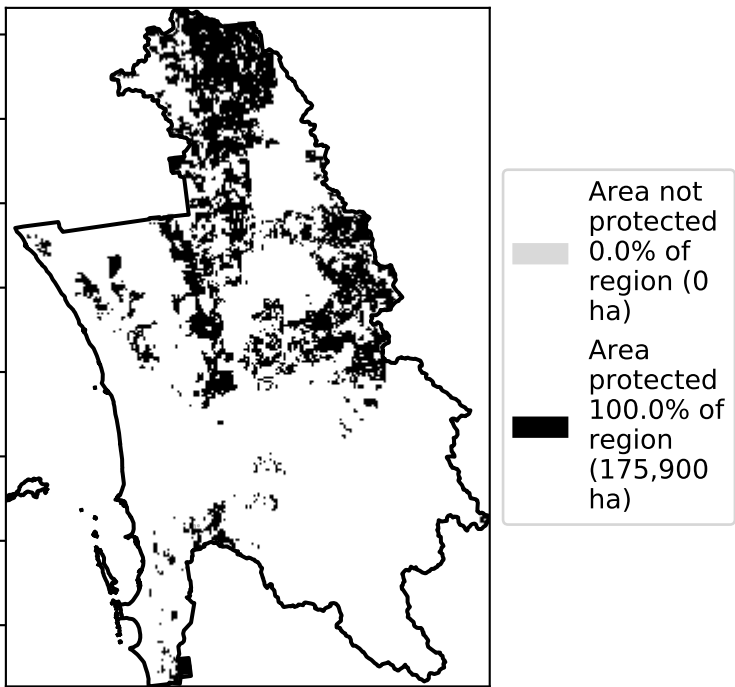 Area not
protected
0.0% of
region (0
ha)
Area
protected
100.0% of
region
(175,900
ha)